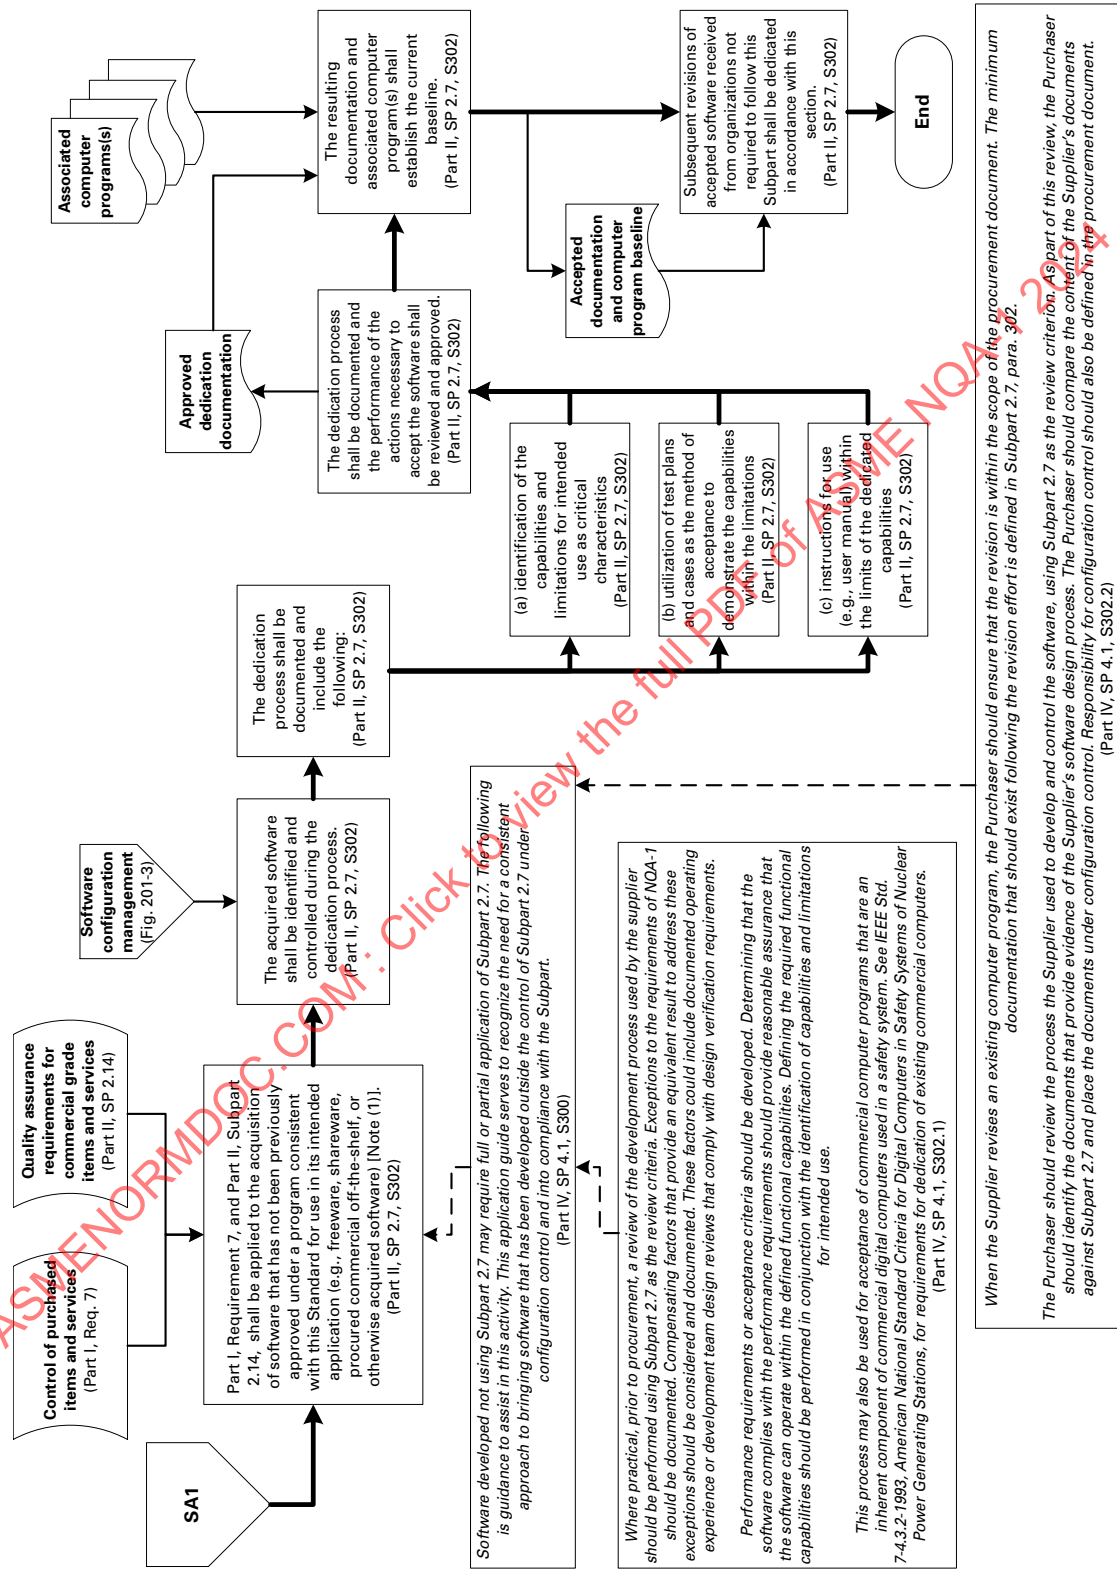 SA1
Control of purchased
items and services
(Part I, Req. 7)
Quality assurance
requirements for
commercial grade
items and services
(Part II, SP 2.14)
Part I, Requirement 7, and Part II, Subpart
2.14, shall be applied to the acquisition
of software that has not been previously
approved under a program consistent
with this Standard for use in its intended
application (e.g., freeware, shareware,
procured commercial off-the-shelf, or
otherwise acquired software) [Note (1)].
(Part II, SP 2.7, S302)
Software
configuration
management
(Fig. 201-3)
The acquired software
shall be identified and
controlled during the
dedication process.
(Part II, SP 2.7, S302)
The dedication
process shall be
documented and
include the
following:
(Part II, SP 2.7, S302)
(a) identification of the
capabilities and
limitations for intended
use as critical
characteristics
(Part II, SP 2.7, S302)
(b) utilization of test plans
and cases as the method of
acceptance to
demonstrate the capabilities
within the limitations
(Part II, SP 2.7, S302)
(c) instructions for use
(e.g., user manual) within
the limits of the dedicated
capabilities
(Part II, SP 2.7, S302)
Approved
dedication
documentation
The dedication process
shall be documented and
the performance of the
actions necessary to
accept the software shall
be reviewed and approved.
(Part II, SP 2.7, S302)
Associated
computer
programs(s)
The resulting
documentation and
associated computer
program(s) shall
establish the current
baseline.
(Part II, SP 2.7, S302)
Accepted
documentation
and computer
program baseline
Subsequent revisions of
accepted software received
from organizations not
required to follow this
Subpart shall be dedicated
in accordance with this
section.
(Part II, SP 2.7, S302)
End
Software developed not using Subpart 2.7 may require full or partial application of Subpart 2.7. The following
is guidance to assist in this activity. This application guide serves to recognize the need for a consistent
approach to bringing software that has been developed outside the control of Subpart 2.7 under
configuration control and into compliance with the Subpart.
(Part IV, SP 4.1, S300)
Where practical, prior to procurement, a review of the development process used by the supplier
should be performed using Subpart 2.7 as the review criteria. Exceptions to the requirements of NQA-1
should be documented. Compensating factors that provide an equivalent result to address these
exceptions should be considered and documented. These factors could include documented operating
experience or development team design reviews that comply with design verification requirements.
Performance requirements or acceptance criteria should be developed. Determining that the
software complies with the performance requirements should provide reasonable assurance that
the software can operate within the defined functional capabilities. Defining the required functional
capabilities should be performed in conjunction with the identification of capabilities and limitations
for intended use.
This process may also be used for acceptance of commercial computer programs that are an
inherent component of commercial digital computers used in a safety system. See IEEE Std.
7-4.3.2-1993, American National Standard Criteria for Digital Computers in Safety Systems of Nuclear
Power Generating Stations, for requirements for dedication of existing commercial computers.
(Part IV, SP 4.1, S302.1)
When the Supplier revises an existing computer program, the Purchaser should ensure that the revision is within the scope of the procurement document. The minimum
documentation that should exist following the revision effort is defined in Subpart 2.7, para. 302.
The Purchaser should review the process the Supplier used to develop and control the software, using Subpart 2.7 as the review criterion. As part of this review, the Purchaser
should identify the documents that provide evidence of the Supplier's software design process. The Purchaser should compare the content of the Supplier's documents
against Subpart 2.7 and place the documents under configuration control. Responsibility for configuration control should also be defined in the procurement document.
(Part IV, SP 4.1, S302.2)
ASMENORMDOC.COM : Click to view the full PDF of ASME NQA-1 2024